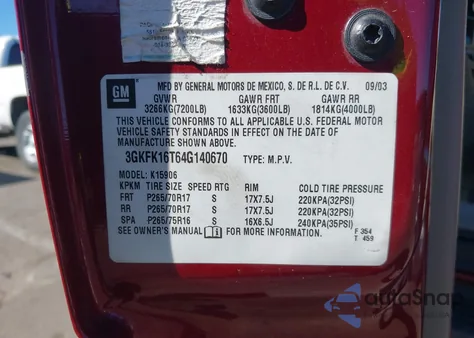 GM
MFD BY GENERAL MOTORS DE MEXICO, S. DE R.L. DE C.V. 09/03
GVWR GAWR FRT GAWR RR
3266KG(7200LB) 1633KG(3600LB) 1814KG(4000LB)
THIS VEHICLE CONFORMS TO ALL APPLICABLE U.S. FEDERAL MOTOR
VEHICLE SAFETY STANDARDS IN EFFECT ON THE DATE OF
MANUFACTURE SHOWN ABOVE.
3GKFK16T64G140670 TYPE: M.P.V.
MODEL: K15906
KPKM TIRE SIZE SPEED RTG RIM COLD TIRE PRESSURE
FRT P265/70R17 S 17X7.5J 220KPA(32PSI)
RR P265/70R17 S 17X7.5J 220KPA(32PSI)
SPA P265/75R16 S 16X6.5J 240KPA(35PSI)
SEE OWNER'S MANUAL FOR MORE INFORMATION
F 354
T 459
autoSnap